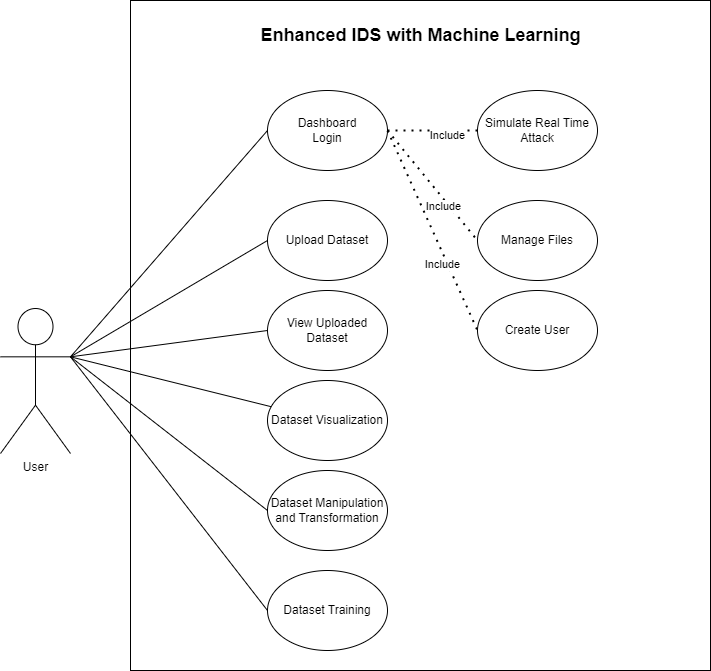 Enhanced IDS with Machine Learning
Dashboard
Login
Include
Simulate Real Time
Attack
Include
Upload Dataset
Manage Files
Include
View Uploaded
Dataset
Create User
Dataset Visualization
User
Dataset Manipulation
and Transformation
Dataset Training